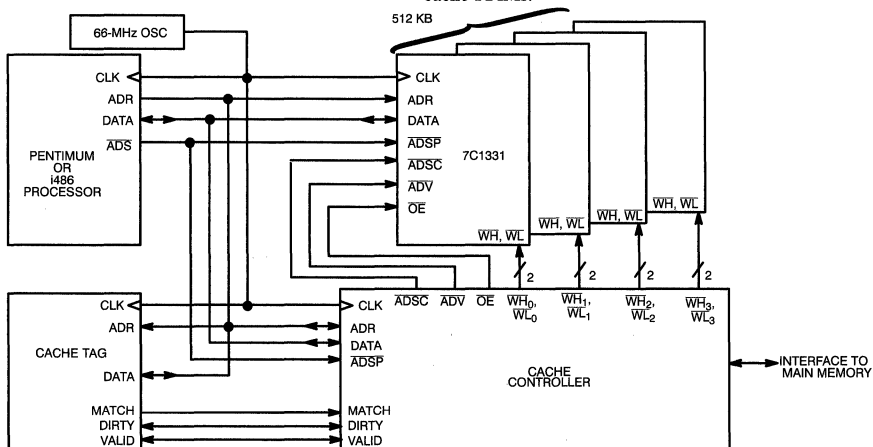 512 KB
66-MHz OSC
CLK
ADR
DATA
ADS
PENTIMUM
OR
i486
PROCESSOR
CLK
ADR
DATA
ADSP
ADSC
ADV
OE
7C1331
WH, WL
WH, WL
WH, WL
WH, WL
2
2
2
2
CLK
ADR
CACHE TAG
DATA
MATCH
DIRTY
VALID
ADSC ADV OE WH0, WL0 WH1, WL1 WH2, WL2 WH3, WL3
CLK
ADR
DATA
ADSP
CACHE
CONTROLLER
MATCH
DIRTY
VALID
INTERFACE TO
MAIN MEMORY